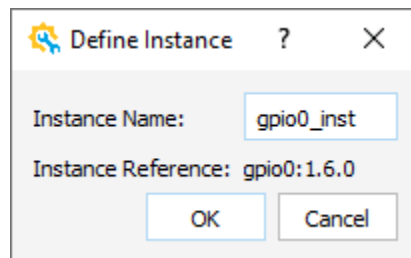 Define Instance ?
Instance Name: gpio0_inst
Instance Reference: gpio0:1.6.0
OK Cancel